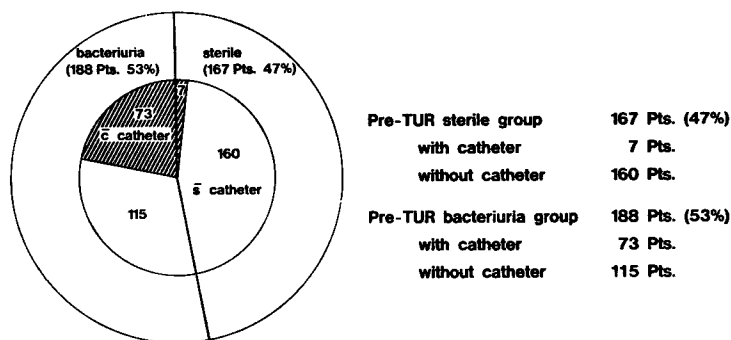 bacteriuria
(188 Pts. 53%)
sterile
(167 Pts. 47%)
7
73
c̄ catheter
160
s̄ catheter
115
Pre-TUR sterile group 167 Pts. (47%)
with catheter 7 Pts.
without catheter 160 Pts.
Pre-TUR bacteriuria group 188 Pts. (53%)
with catheter 73 Pts.
without catheter 115 Pts.